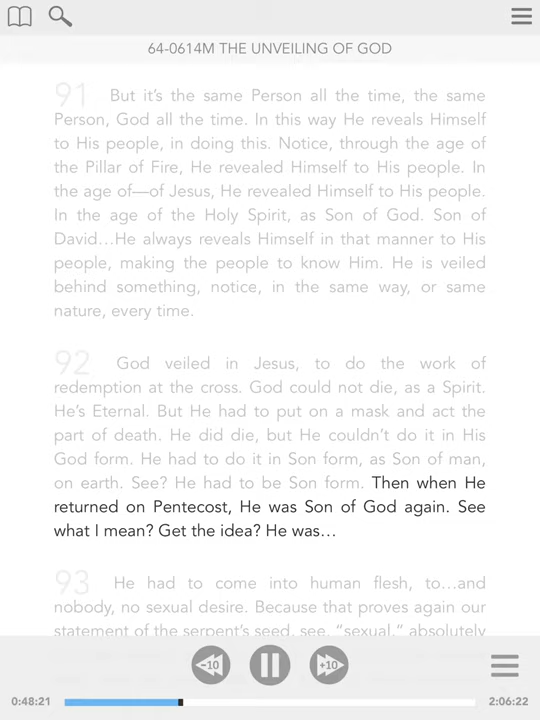 64-0614M THE UNVEILING OF GOD
91 But it's the same Person all the time, the same
Person, God all the time. In this way He reveals Himself
to His people, in doing this. Notice, through the age of
the Pillar of Fire, He revealed Himself to His people. In
the age of—of Jesus, He revealed Himself to His people.
In the age of the Holy Spirit, as Son of God. Son of
David…He always reveals Himself in that manner to His
people, making the people to know Him. He is veiled
behind something, notice, in the same way, or same
nature, every time.
92 God veiled in Jesus, to do the work of
redemption at the cross. God could not die, as a Spirit.
He's Eternal. But He had to put on a mask and act the
part of death. He did die, but He couldn't do it in His
God form. He had to do it in Son form, as Son of man,
on earth. See? He had to be Son form. Then when He
returned on Pentecost, He was Son of God again. See
what I mean? Get the idea? He was…
93 He had to come into human flesh, to…and
nobody, no sexual desire. Because that proves again our
statement of the serpent's seed, see, "sexual," absolutely
-10
+10
0:48:21
2:06:22